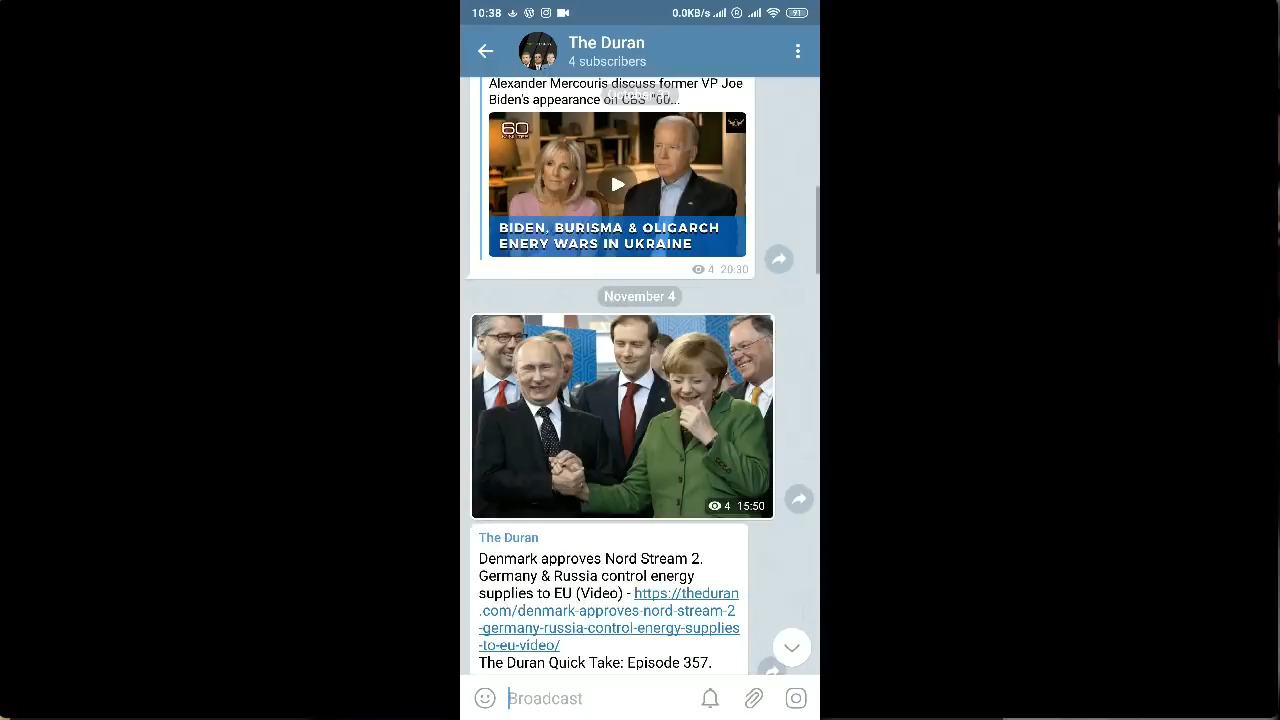 10:38
0.0KB/s
91
The Duran
4 subscribers
Alexander Mercouris discuss former VP Joe
Biden's appearance on CBS "60...
60
MINUTES
BIDEN, BURISMA & OLIGARCH
ENERY WARS IN UKRAINE
4 20:30
November 4
4 15:50
The Duran
Denmark approves Nord Stream 2.
Germany & Russia control energy
supplies to EU (Video) - https://theduran
.com/denmark-approves-nord-stream-2
-germany-russia-control-energy-supplies
-to-eu-video/
The Duran Quick Take: Episode 357.
Broadcast